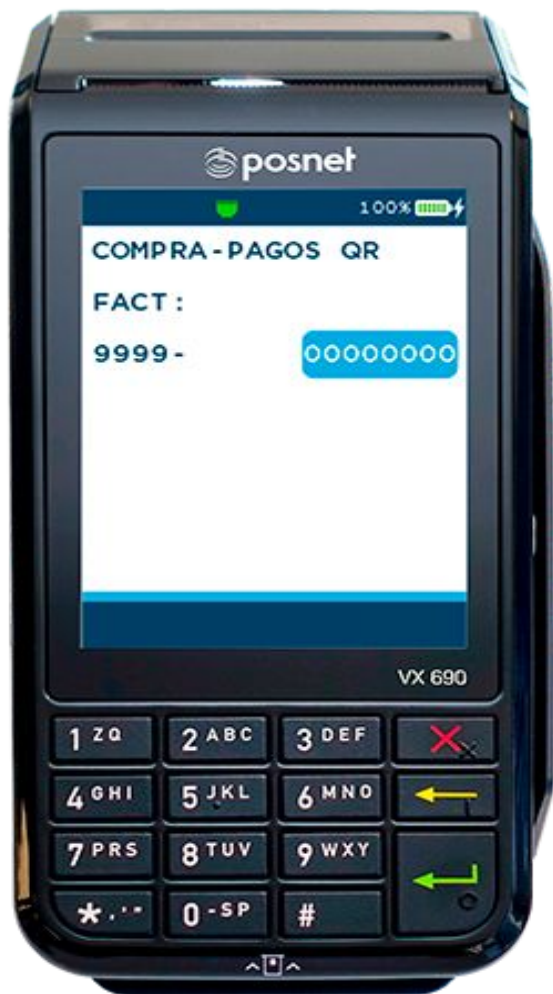 posnet
100%
COMPRA-PAGOS QR
FACT:
9999- 00000000
VX 690
1 ZQ 2 ABC 3 DEF
4 GHI 5 JKL 6 MNO
7 PRS 8 TUV 9 WXY
*.'" 0 -SP #